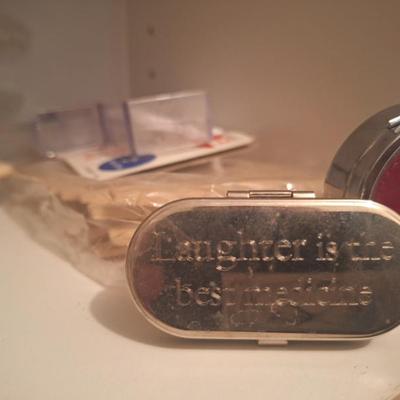 Laughter is the
best medicine